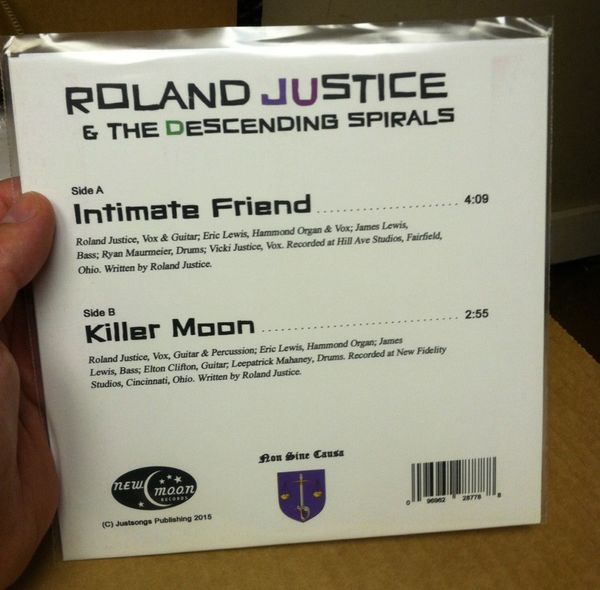 ROLAND JUSTICE
& THE DESCENDING SPIRALS
Side A
Intimate Friend .......................... 4:09
Roland Justice, Vox & Guitar; Eric Lewis, Hammond Organ & Vox; James Lewis,
Bass; Ryan Maurmeier, Drums; Vicki Justice, Vox. Recorded at Hill Ave Studios, Fairfield,
Ohio. Written by Roland Justice.
Side B
Killer Moon .................................... 2:55
Roland Justice, Vox, Guitar & Percussion; Eric Lewis, Hammond Organ; James
Lewis, Bass; Elton Clifton, Guitar; Leepatrick Mahaney, Drums. Recorded at New Fidelity
Studios, Cincinnati, Ohio. Written by Roland Justice.
Non Sine Causa
NEW MOON
RECORDS
(C) Justsongs Publishing 2015
0 96962 28778 8